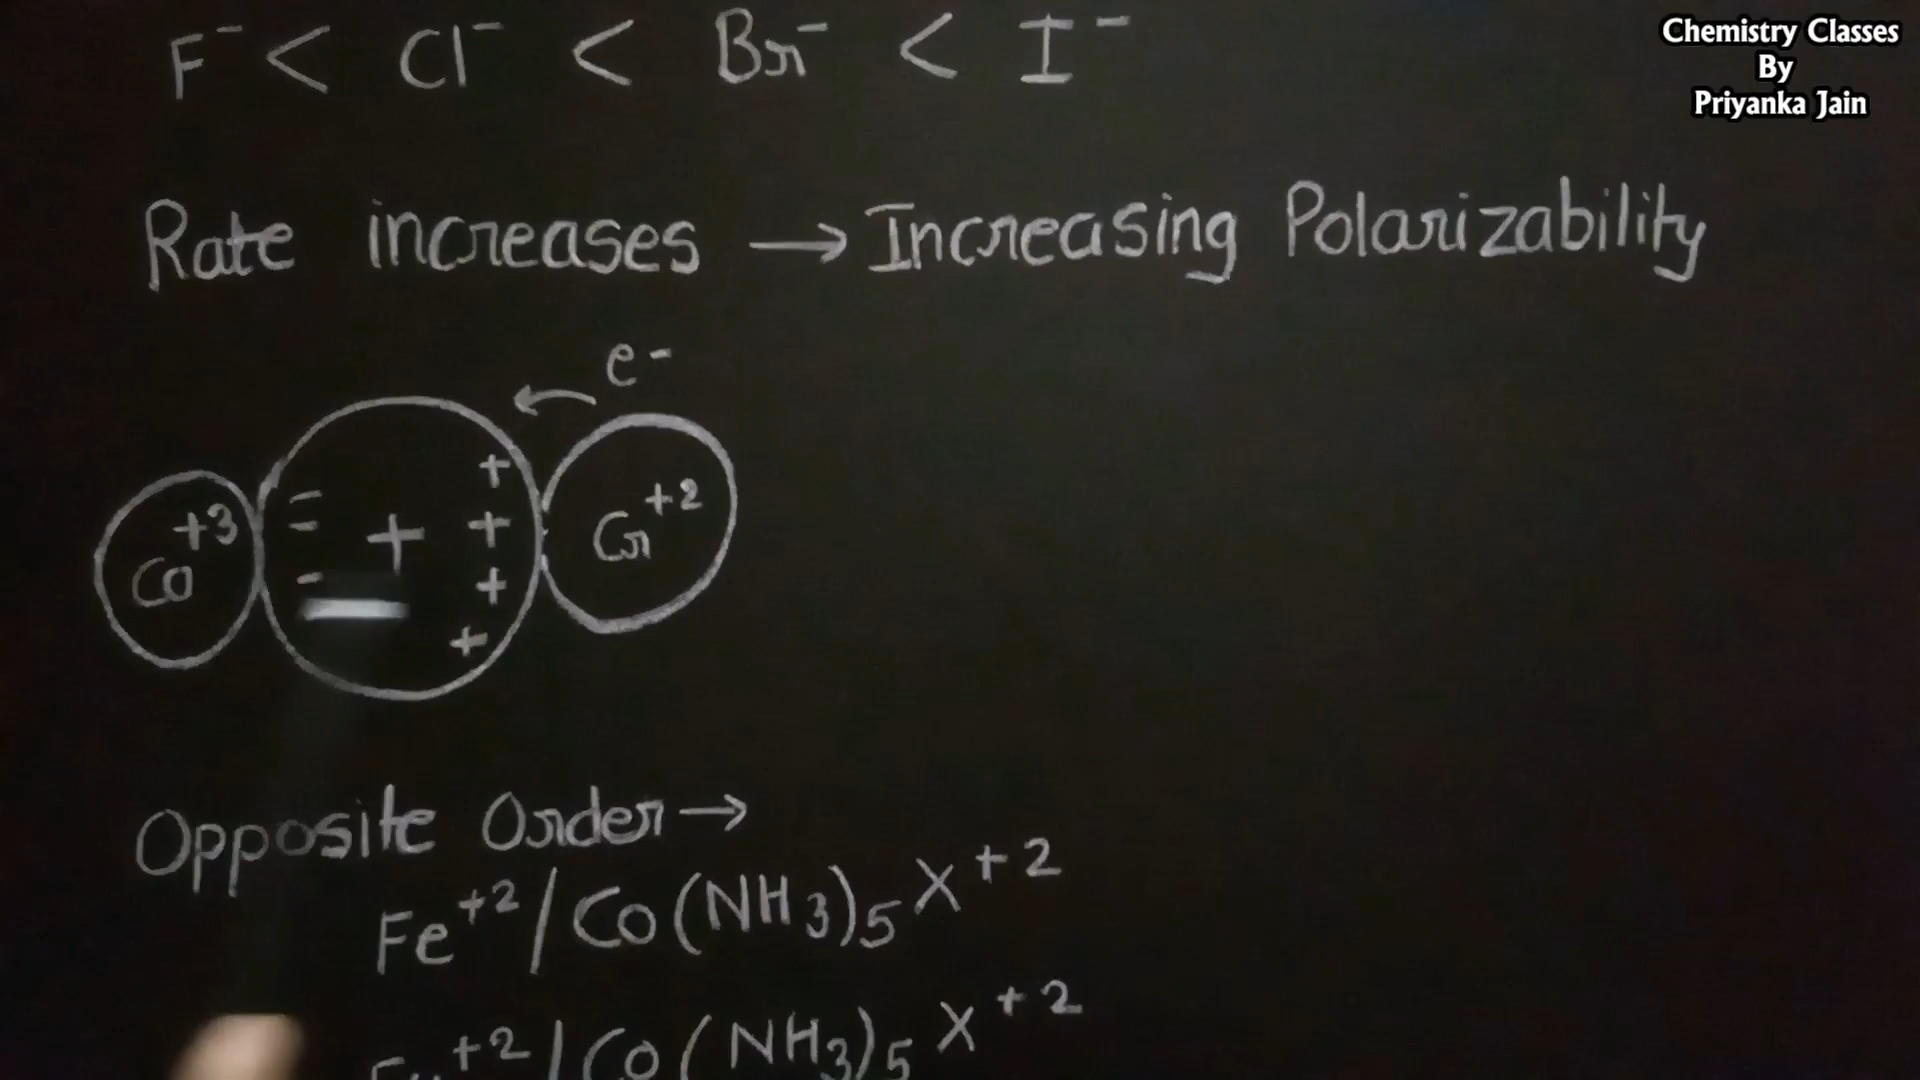 F⁻ < Cl⁻ < Br⁻ < I⁻
Chemistry Classes
By
Priyanka Jain
Rate increases → Increasing Polarizability
e-
Co+3
- - - + + + + +
Cr+2
Opposite Order →
Fe+2/Co(NH3)5X+2
+2/Co(NH3)5X+2